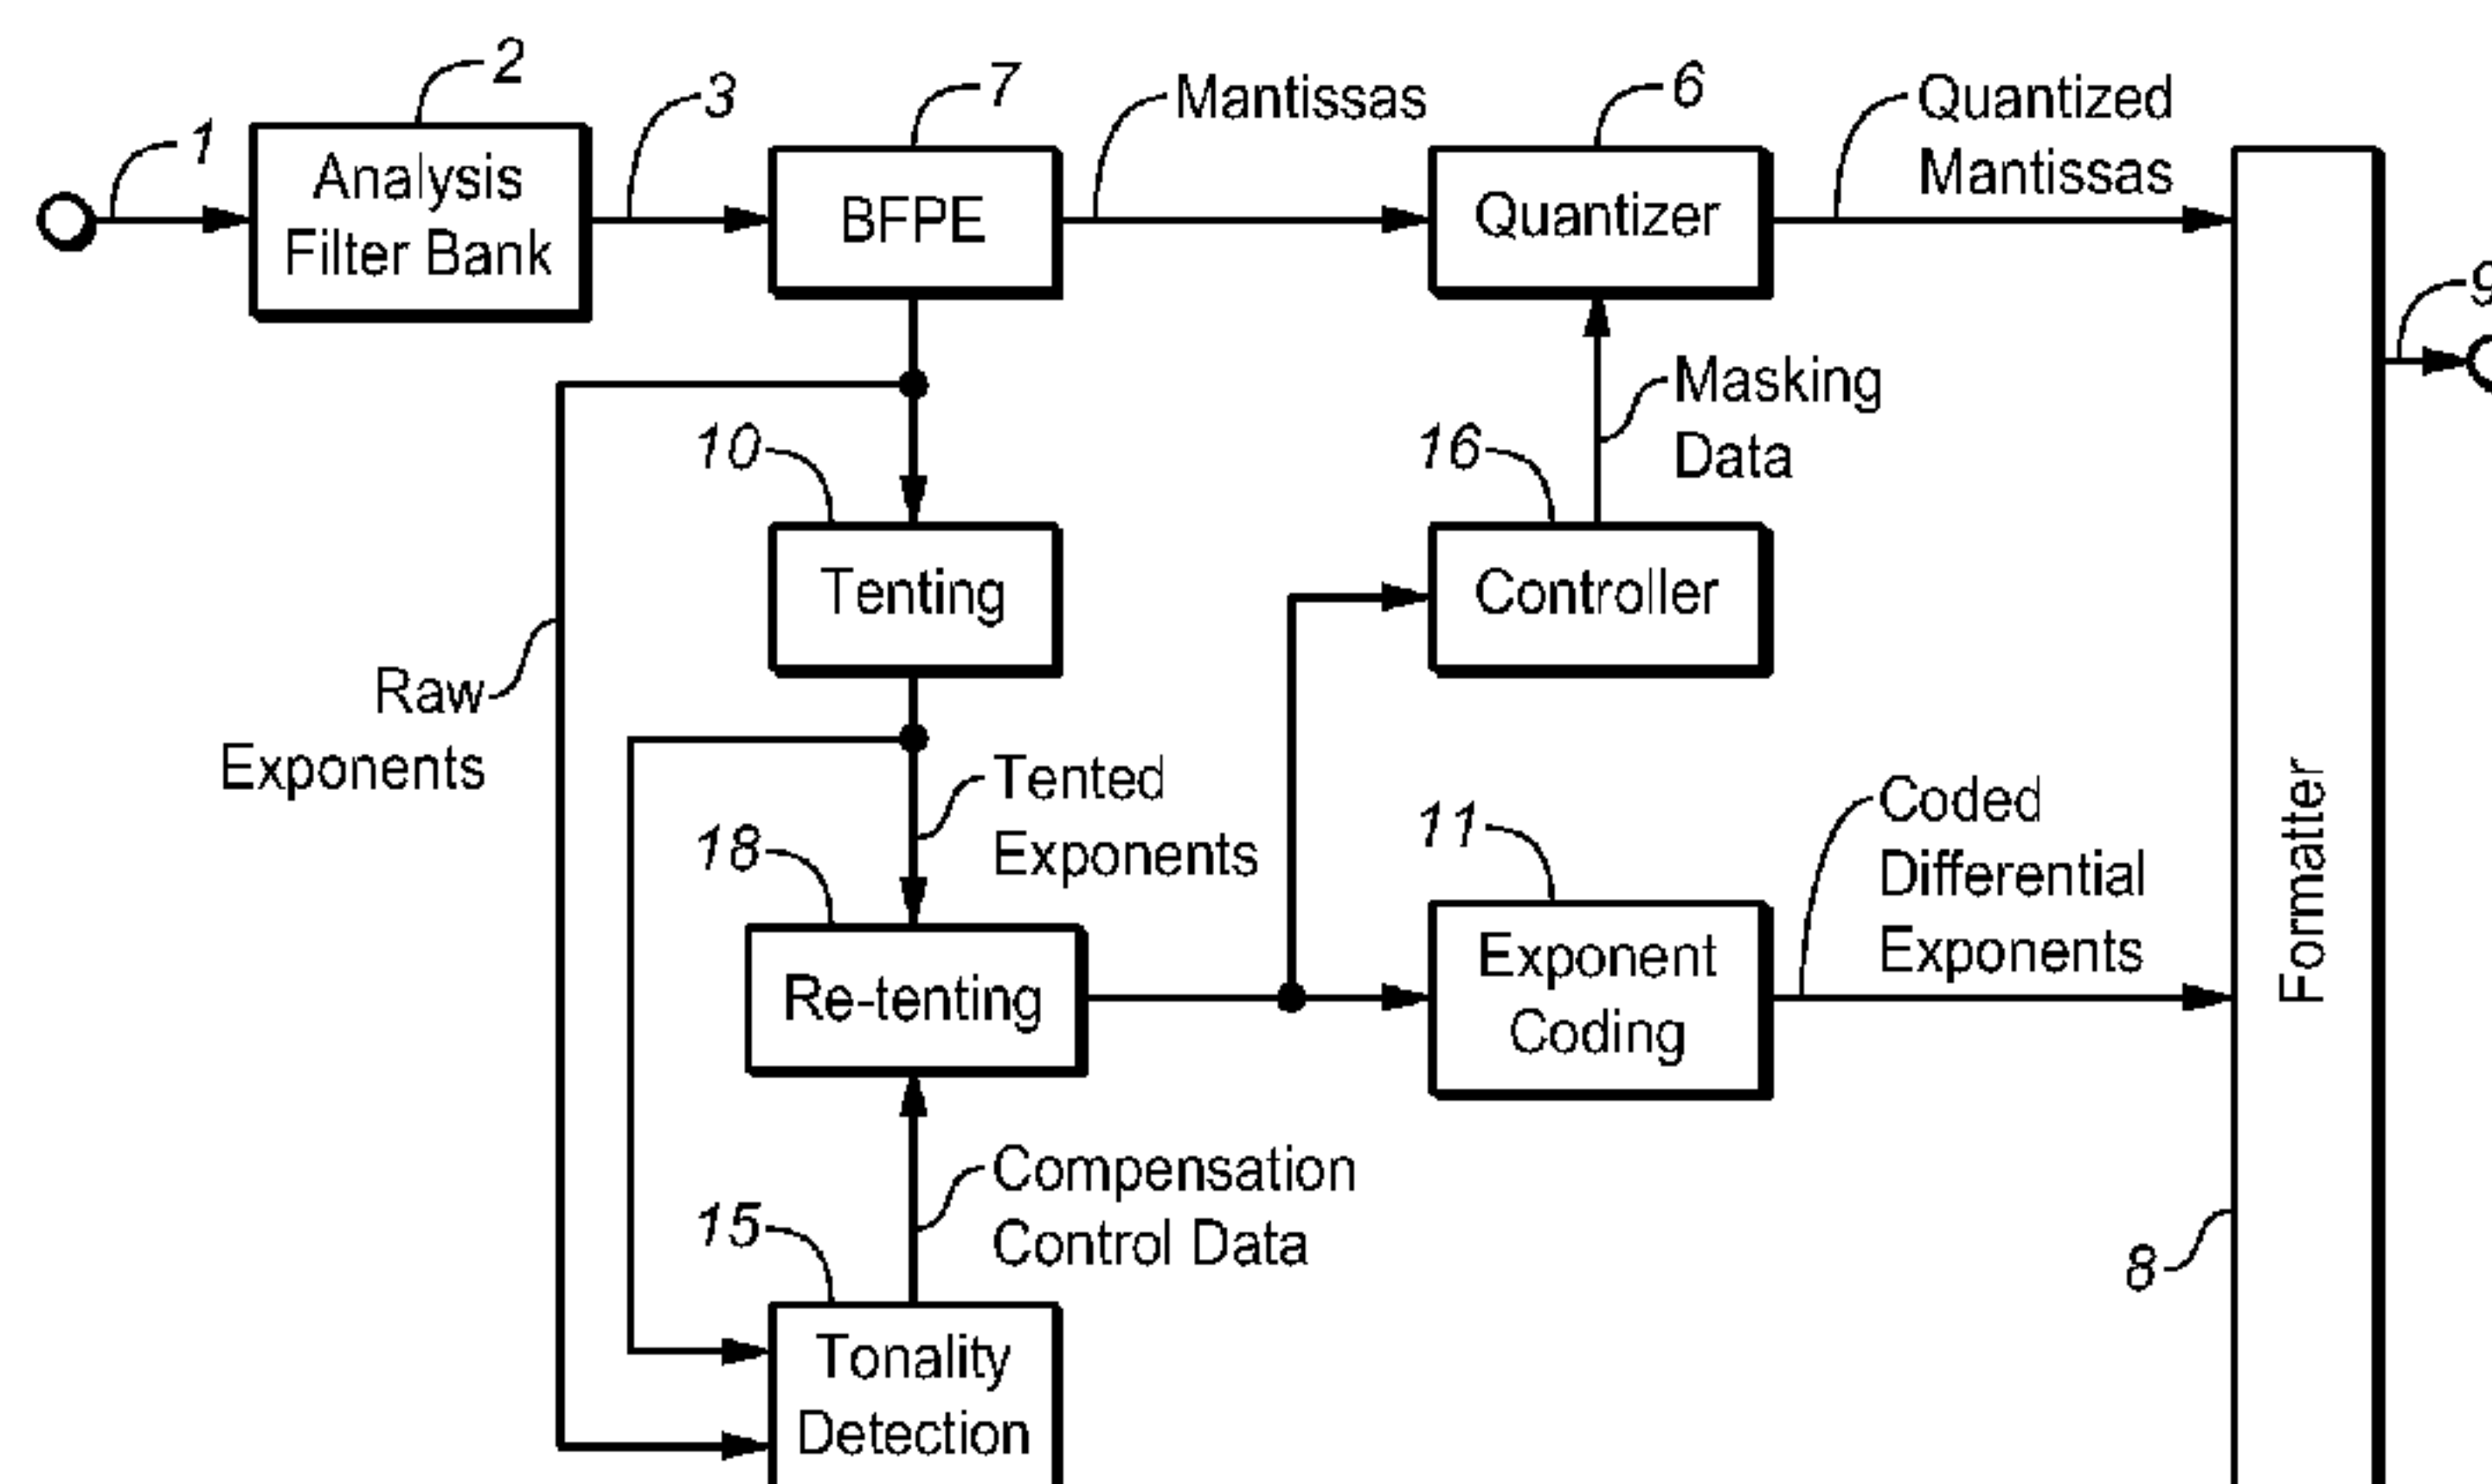 2
3
7
Mantissas
6
Quantized
Mantissas
1
Analysis
Filter Bank
BFPE
Quantizer
9
Masking
Data
10
16
Tenting
Controller
Raw
Exponents
Tented
Exponents
18
11
Coded
Differential
Exponents
Formatter
Re-tenting
Exponent
Coding
Compensation
Control Data
15
8
Tonality
Detection